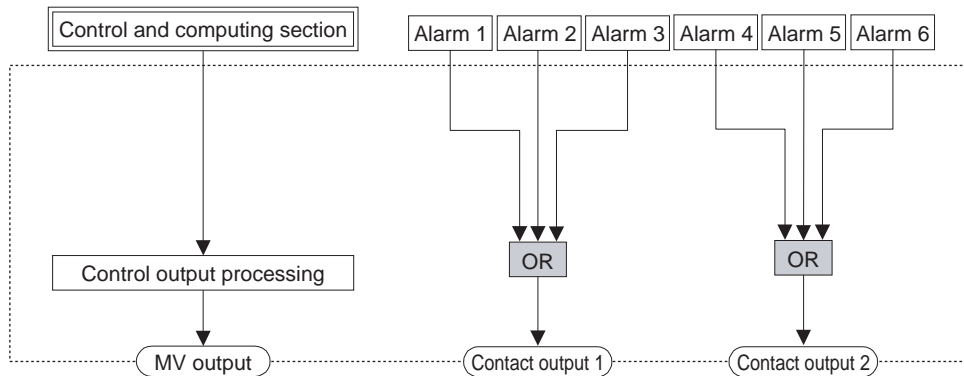 Control and computing section
Alarm 1 Alarm 2 Alarm 3 Alarm 4 Alarm 5 Alarm 6
OR OR
Control output processing
MV output Contact output 1 Contact output 2